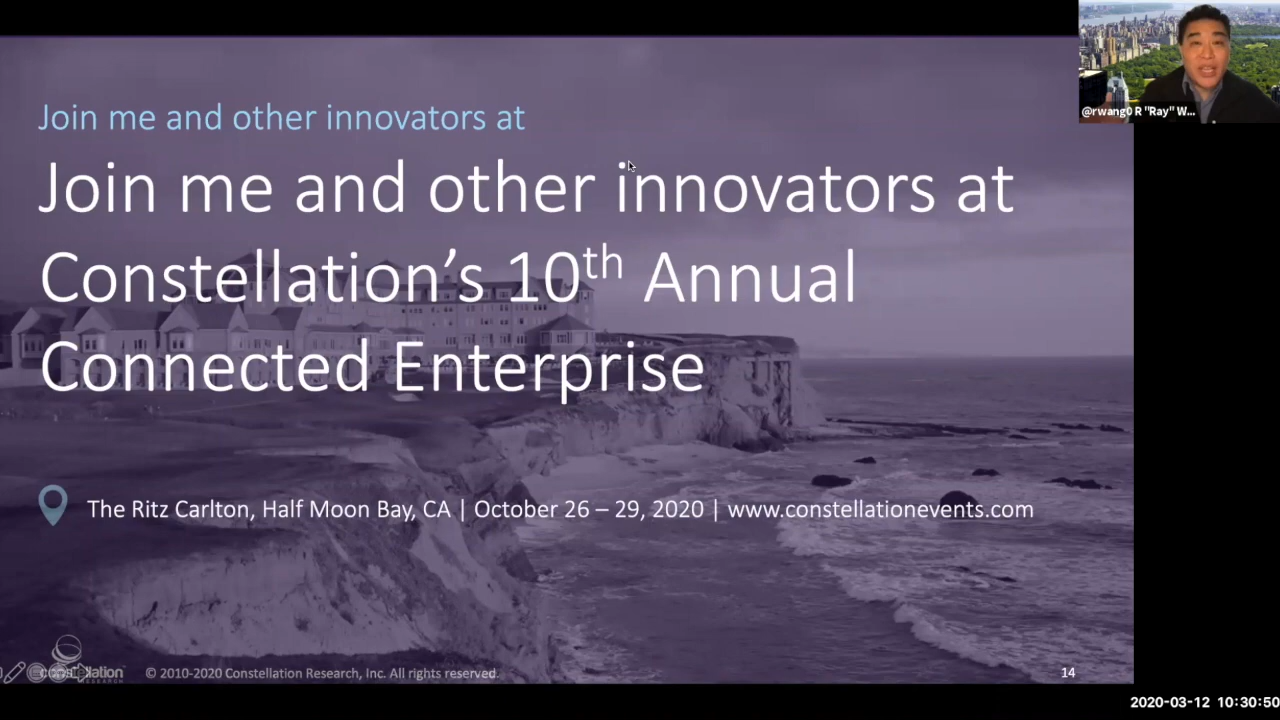 Join me and other innovators at
Join me and other innovators at
Constellation’s 10th Annual
Connected Enterprise
The Ritz Carlton, Half Moon Bay, CA | October 26 – 29, 2020 | www.constellationevents.com
© 2010-2020 Constellation Research, Inc. All rights reserved.
14
@rwang0 R "Ray" W...
2020-03-12 10:30:50